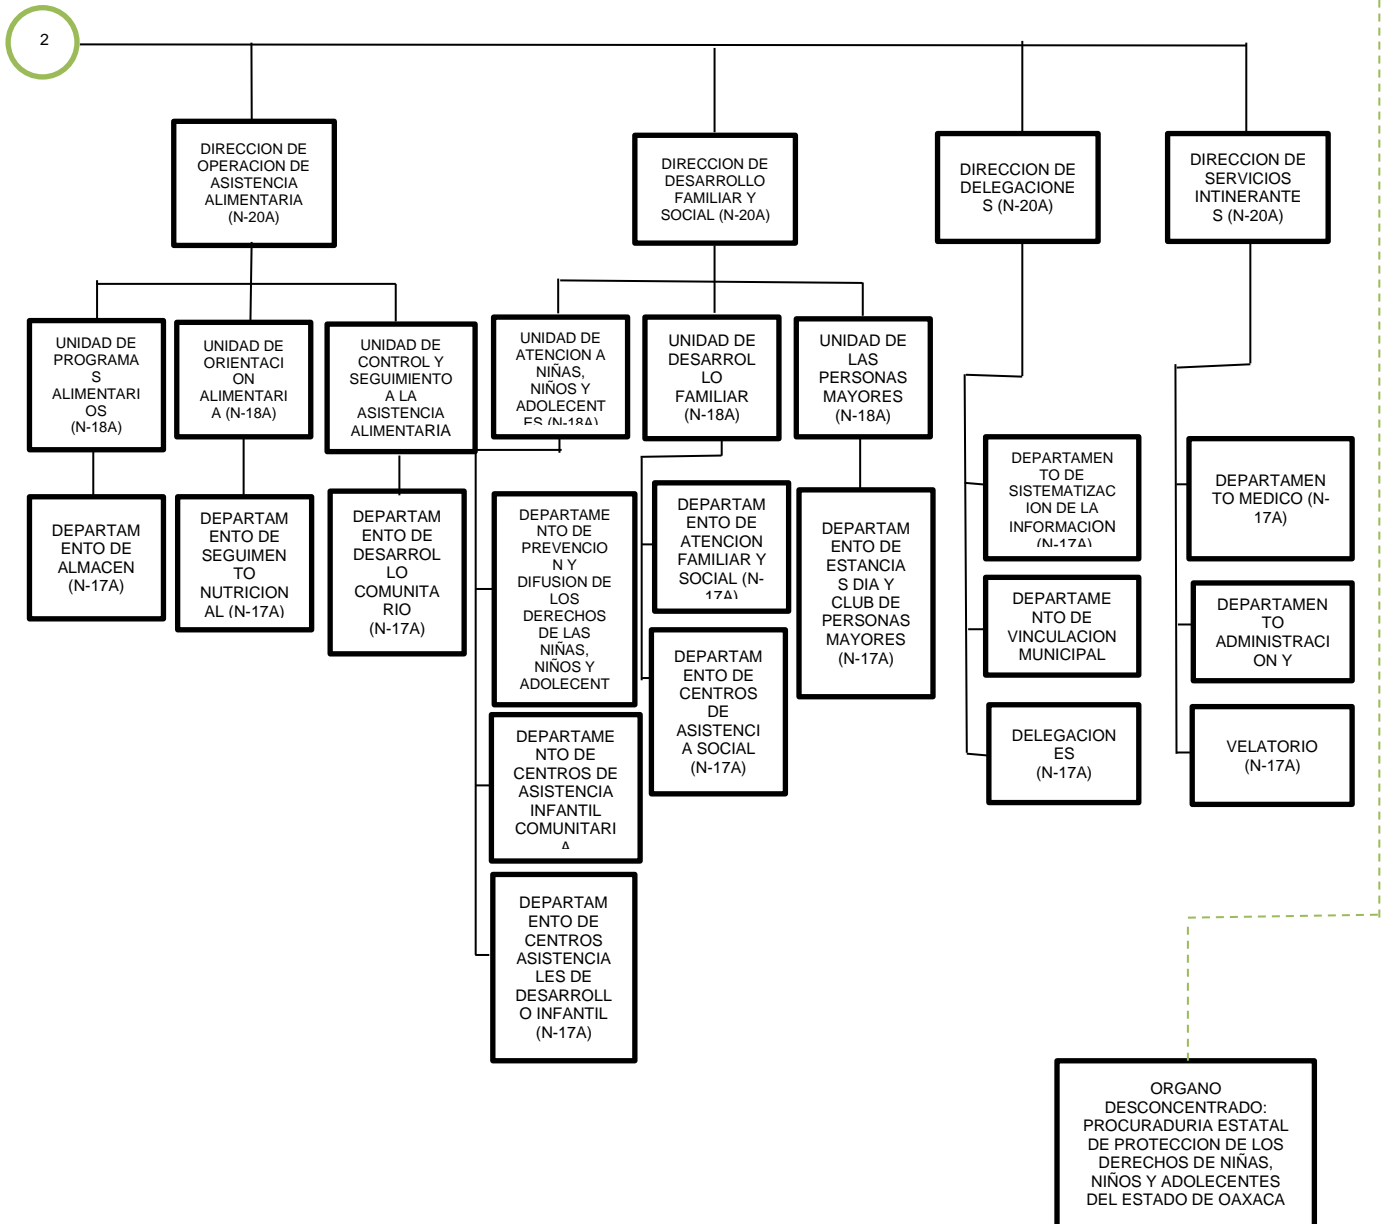 2
DIRECCION DE
OPERACION DE
ASISTENCIA
ALIMENTARIA
(N-20A)
DIRECCION DE
DESARROLLO
FAMILIAR Y
SOCIAL (N-20A)
DIRECCION DE
DELEGACIONE
S (N-20A)
DIRECCION DE
SERVICIOS
INTINERANTE
S (N-20A)
UNIDAD DE
PROGRAMA
S
ALIMENTARI
OS
(N-18A)
UNIDAD DE
ORIENTACI
ON
ALIMENTARI
A (N-18A)
UNIDAD DE
CONTROL Y
SEGUIMIENTO
A LA
ASISTENCIA
ALIMENTARIA
UNIDAD DE
ATENCION A
NIÑAS,
NIÑOS Y
ADOLECENT
ES (N-18A)
UNIDAD DE
DESARROL
LO
FAMILIAR
(N-18A)
UNIDAD DE
LAS
PERSONAS
MAYORES
(N-18A)
DEPARTAM
ENTO DE
ALMACEN
(N-17A)
DEPARTAM
ENTO DE
SEGUIMEN
TO
NUTRICION
AL (N-17A)
DEPARTAM
ENTO DE
DESARROL
LO
COMUNITA
RIO
(N-17A)
DEPARTAME
NTO DE
PREVENCIO
N Y
DIFUSION DE
LOS
DERECHOS
DE LAS
NIÑAS,
NIÑOS Y
ADOLECENT
DEPARTAM
ENTO DE
ATENCION
FAMILIAR Y
SOCIAL (N-
17A)
DEPARTAM
ENTO DE
ESTANCIA
S DIA Y
CLUB DE
PERSONAS
MAYORES
(N-17A)
DEPARTAMEN
TO DE
SISTEMATIZAC
ION DE LA
INFORMACION
(N-17A)
DEPARTAMEN
TO MEDICO (N-
17A)
DEPARTAME
NTO DE
VINCULACION
MUNICIPAL
DEPARTAMEN
TO
ADMINISTRACI
ON Y
DEPARTAM
ENTO DE
CENTROS
DE
ASISTENCI
A SOCIAL
(N-17A)
DELEGACION
ES
(N-17A)
VELATORIO
(N-17A)
DEPARTAME
NTO DE
CENTROS DE
ASISTENCIA
INFANTIL
COMUNITARI
A
DEPARTAM
ENTO DE
CENTROS
ASISTENCIA
LES DE
DESARROLL
O INFANTIL
(N-17A)
ORGANO
DESCONCENTRADO:
PROCURADURIA ESTATAL
DE PROTECCION DE LOS
DERECHOS DE NIÑAS,
NIÑOS Y ADOLECENTES
DEL ESTADO DE OAXACA